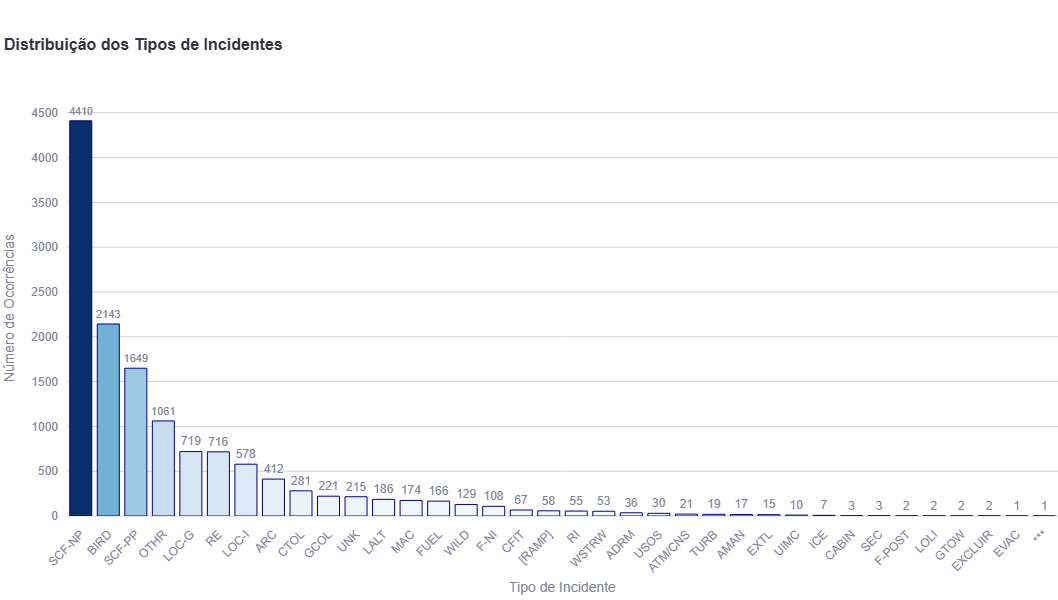 Distribuição dos Tipos de Incidentes
4500
4000
3500
3000
2500
2000
1500
1000
500
0
Número de Ocorrências
4410
2143
1649
1061
719
716
578
412
281
221
215
186
174
166
129
108
67
58
55
53
36
30
21
19
17
15
10
7
3
3
2
2
2
2
1
1
SCF-NP
BIRD
SCF-PP
OTHR
LOC-G
RE
LOC-I
ARC
CTOL
GCOL
UNK
LALT
MAC
FUEL
WILD
F-NI
CFIT
[RAMP]
RI
WSTRW
ADRM
USOS
ATM/CNS
TURB
AMAN
EXTL
UIMC
ICE
CABIN
SEC
F-POST
LOLI
GTOW
EXCLUIR
EVAC
***
Tipo de Incidente